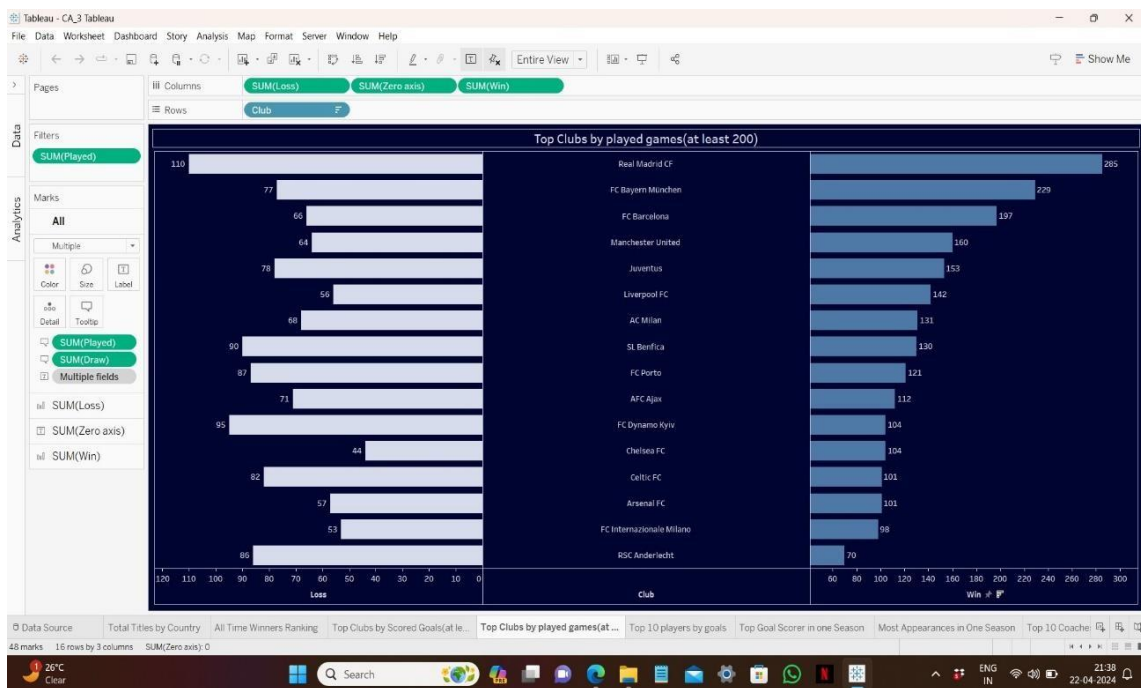 Tableau - CA_3 Tableau
File Data Worksheet Dashboard Story Analysis Map Format Server Window Help
Entire View
Show Me
Pages
Columns SUM(Loss) SUM(Zero axis) SUM(Win)
Rows Club
Data
Analytics
Filters
SUM(Played)
Marks
All
Multiple
Color Size Label
Detail Tooltip
SUM(Played)
SUM(Draw)
Multiple fields
SUM(Loss)
SUM(Zero axis)
SUM(Win)
Top Clubs by played games(at least 200)
110 Real Madrid CF 285
77 FC Bayern München 229
66 FC Barcelona 197
64 Manchester United 160
78 Juventus 153
56 Liverpool FC 142
68 AC Milan 131
90 SL Benfica 130
87 FC Porto 121
71 AFC Ajax 112
95 FC Dynamo Kyiv 104
44 Chelsea FC 104
82 Celtic FC 101
57 Arsenal FC 101
53 FC Internazionale Milano 98
86 RSC Anderlecht 70
120 110 100 90 80 70 60 50 40 30 20 10 0 60 80 100 120 140 160 180 200 220 240 260 280 300
Loss Club Win
Data Source Total Titles by Country All Time Winners Ranking Top Clubs by Scored Goals(at le... Top Clubs by played games(at ... Top 10 players by goals Top Goal Scorer in one Season Most Appearances in One Season Top 10 Coache
48 marks 16 rows by 3 columns SUM(Zero axis): 0
1
26°C
Clear
Search
ENG
IN
21:38
22-04-2024